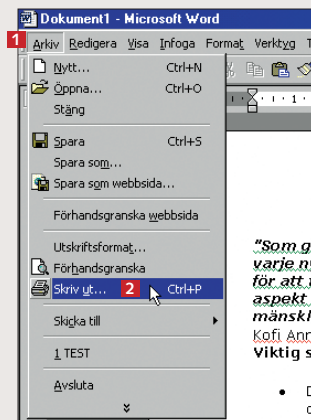 Dokument1 - Microsoft Word
1 Arkiv Redigera Visa Infoga Format Verktyg T
Nytt... Ctrl+N
Öppna... Ctrl+O
Stäng
Spara Ctrl+S
Spara som...
Spara som webbsida...
Förhandsgranska webbsida
Utskriftsformat...
Förhandsgranska
Skriv ut... 2 Ctrl+P
Skicka till
1 TEST
Avsluta
"Som g
varje n
för att
aspekt
mänskl
Kofi Ann
Viktig s